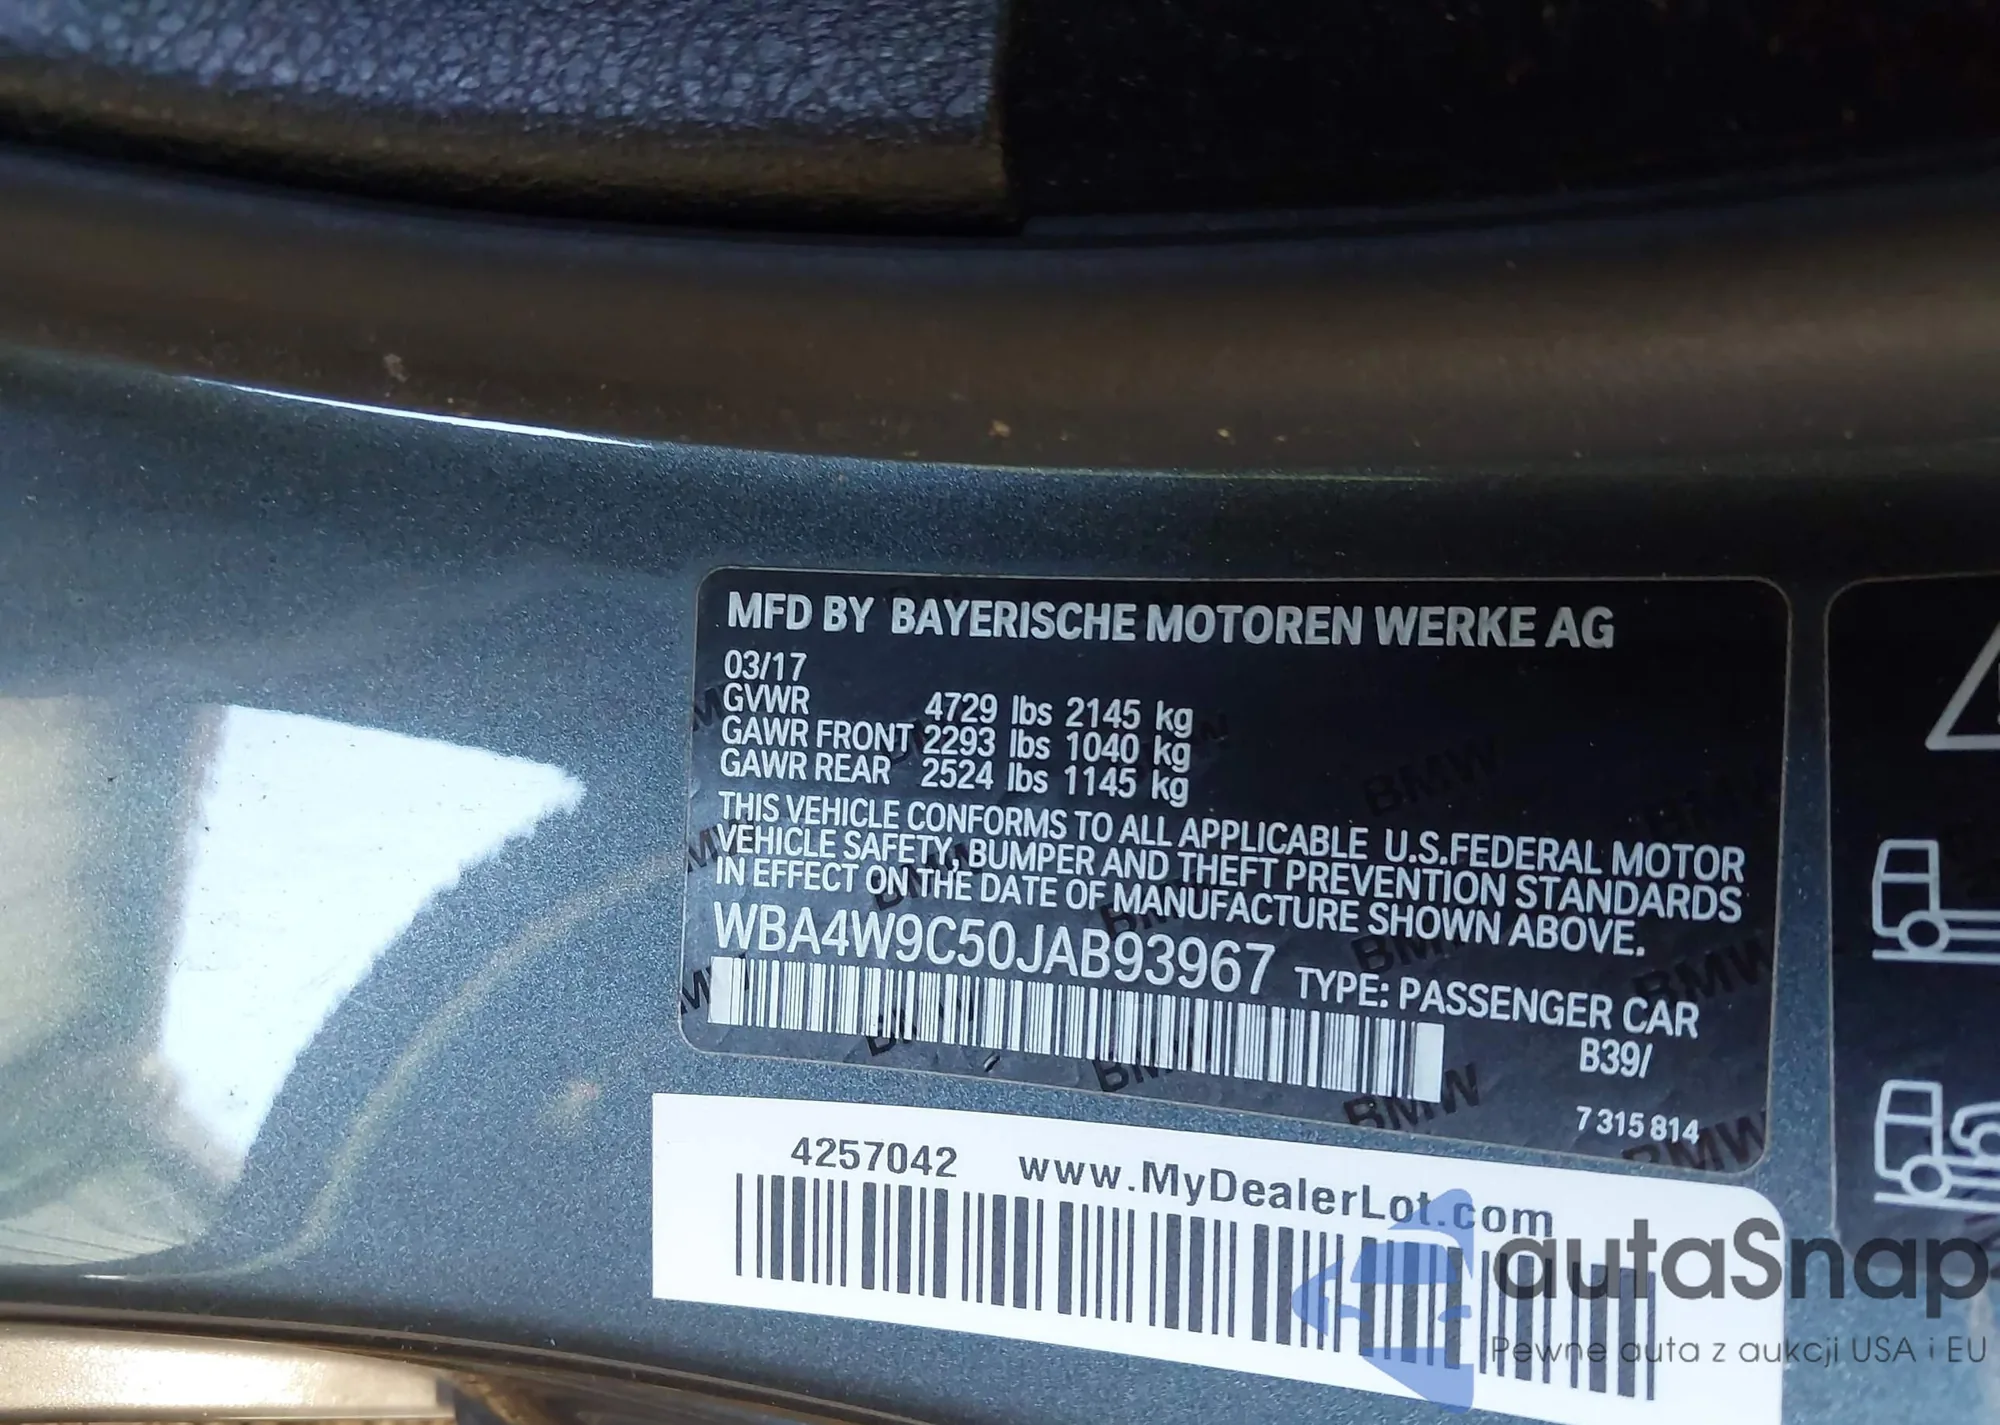 MFD BY BAYERISCHE MOTOREN WERKE AG
03/17
GVWR 4729 lbs 2145 kg
GAWR FRONT 2293 lbs 1040 kg
GAWR REAR 2524 lbs 1145 kg
THIS VEHICLE CONFORMS TO ALL APPLICABLE U.S.FEDERAL MOTOR
VEHICLE SAFETY, BUMPER AND THEFT PREVENTION STANDARDS
IN EFFECT ON THE DATE OF MANUFACTURE SHOWN ABOVE.
WBA4W9C50JAB93967 TYPE: PASSENGER CAR
B39/
7 315 814
4257042 www.MyDealerLot.com
autaSnap
Pewne auta z aukcji USA i EU